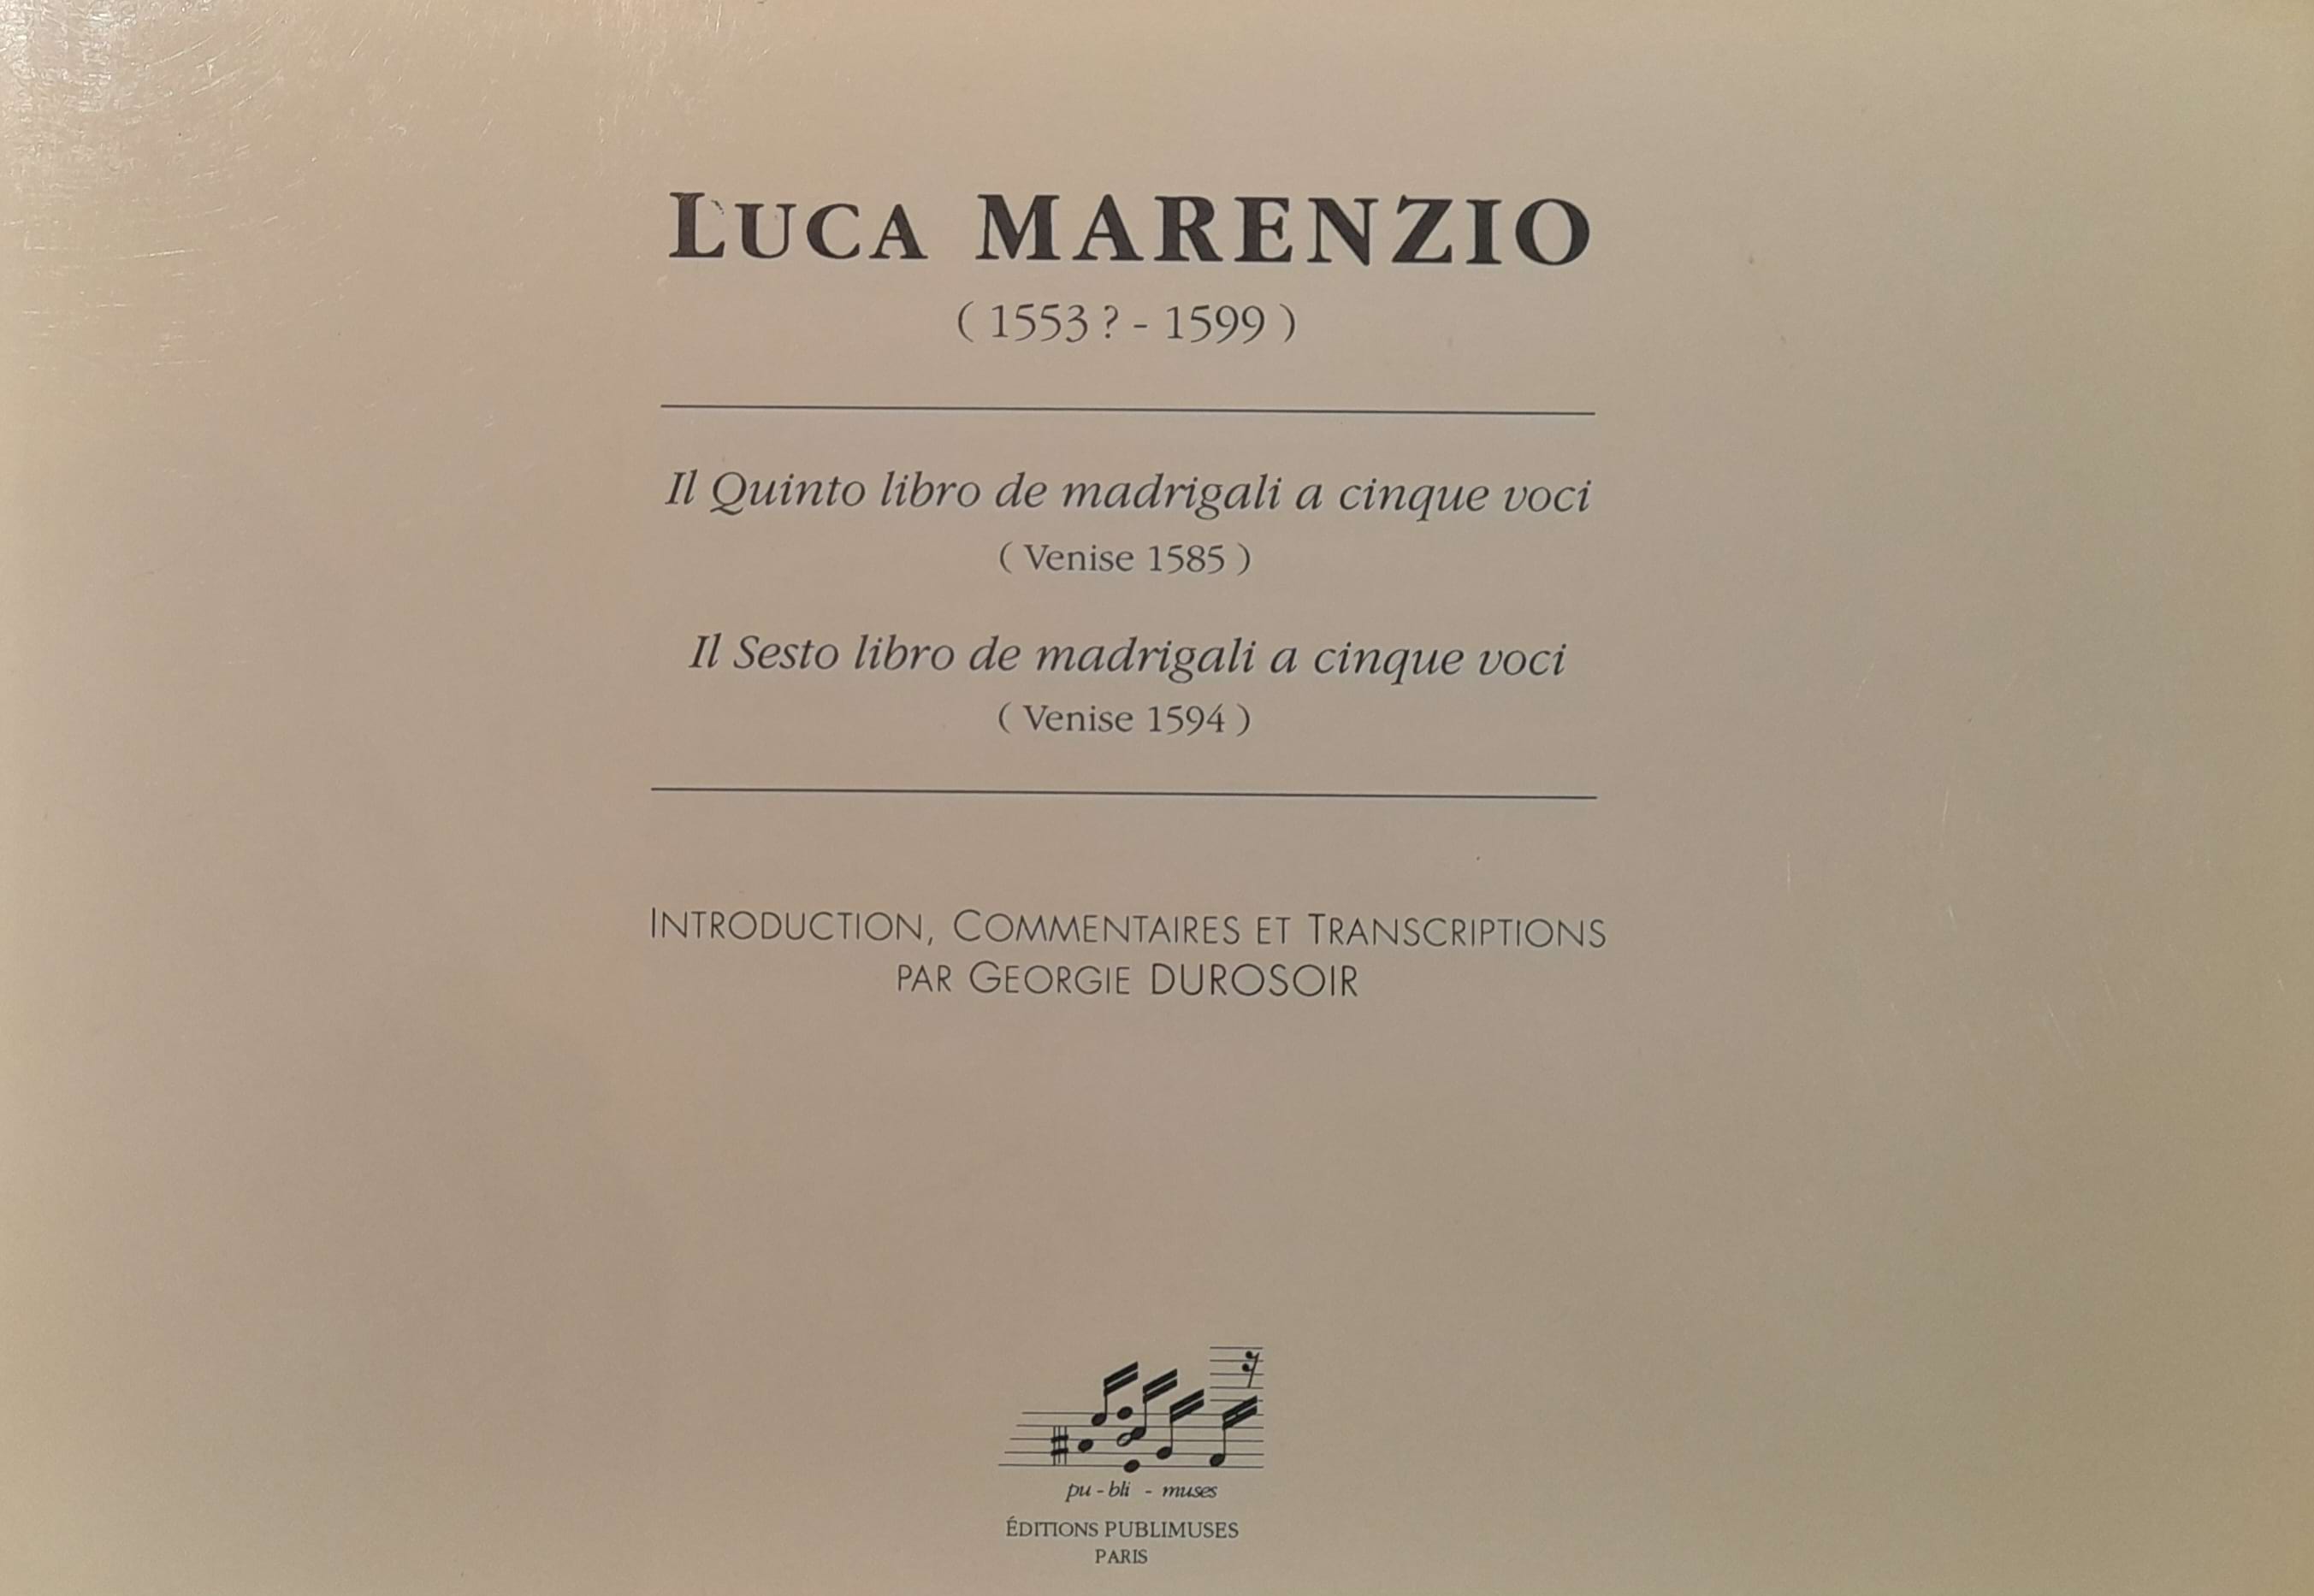 LUCA MARENZIO
( 1553 ? - 1599 )
Il Quinto libro de madrigali a cinque voci
( Venise 1585 )
Il Sesto libro de madrigali a cinque voci
( Venise 1594 )
INTRODUCTION, COMMENTAIRES ET TRANSCRIPTIONS
PAR GEORGIE DUROSOIR
pu - bli - muses
ÉDITIONS PUBLIMUSES
PARIS